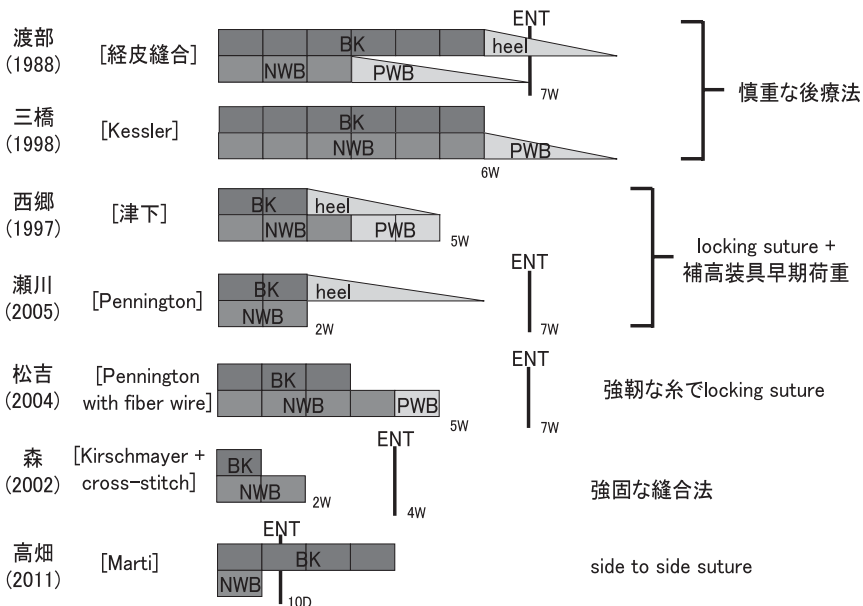 渡部
(1988)
[経皮縫合]
BK
heel
ENT
NWB
PWB
7W
慎重な後療法
三橋
(1998)
[Kessler]
BK
NWB
PWB
6W
西郷
(1997)
[津下]
BK
heel
NWB
PWB
5W
locking suture +
補高装具早期荷重
瀬川
(2005)
[Pennington]
BK
heel
NWB
2W
ENT
7W
松吉
(2004)
[Pennington
with fiber wire]
BK
NWB
PWB
5W
ENT
7W
強靭な糸でlocking suture
森
(2002)
[Kirschmayer +
cross-stitch]
BK
NWB
2W
ENT
4W
強固な縫合法
高畑
(2011)
[Marti]
ENT
BK
NWB
10D
side to side suture